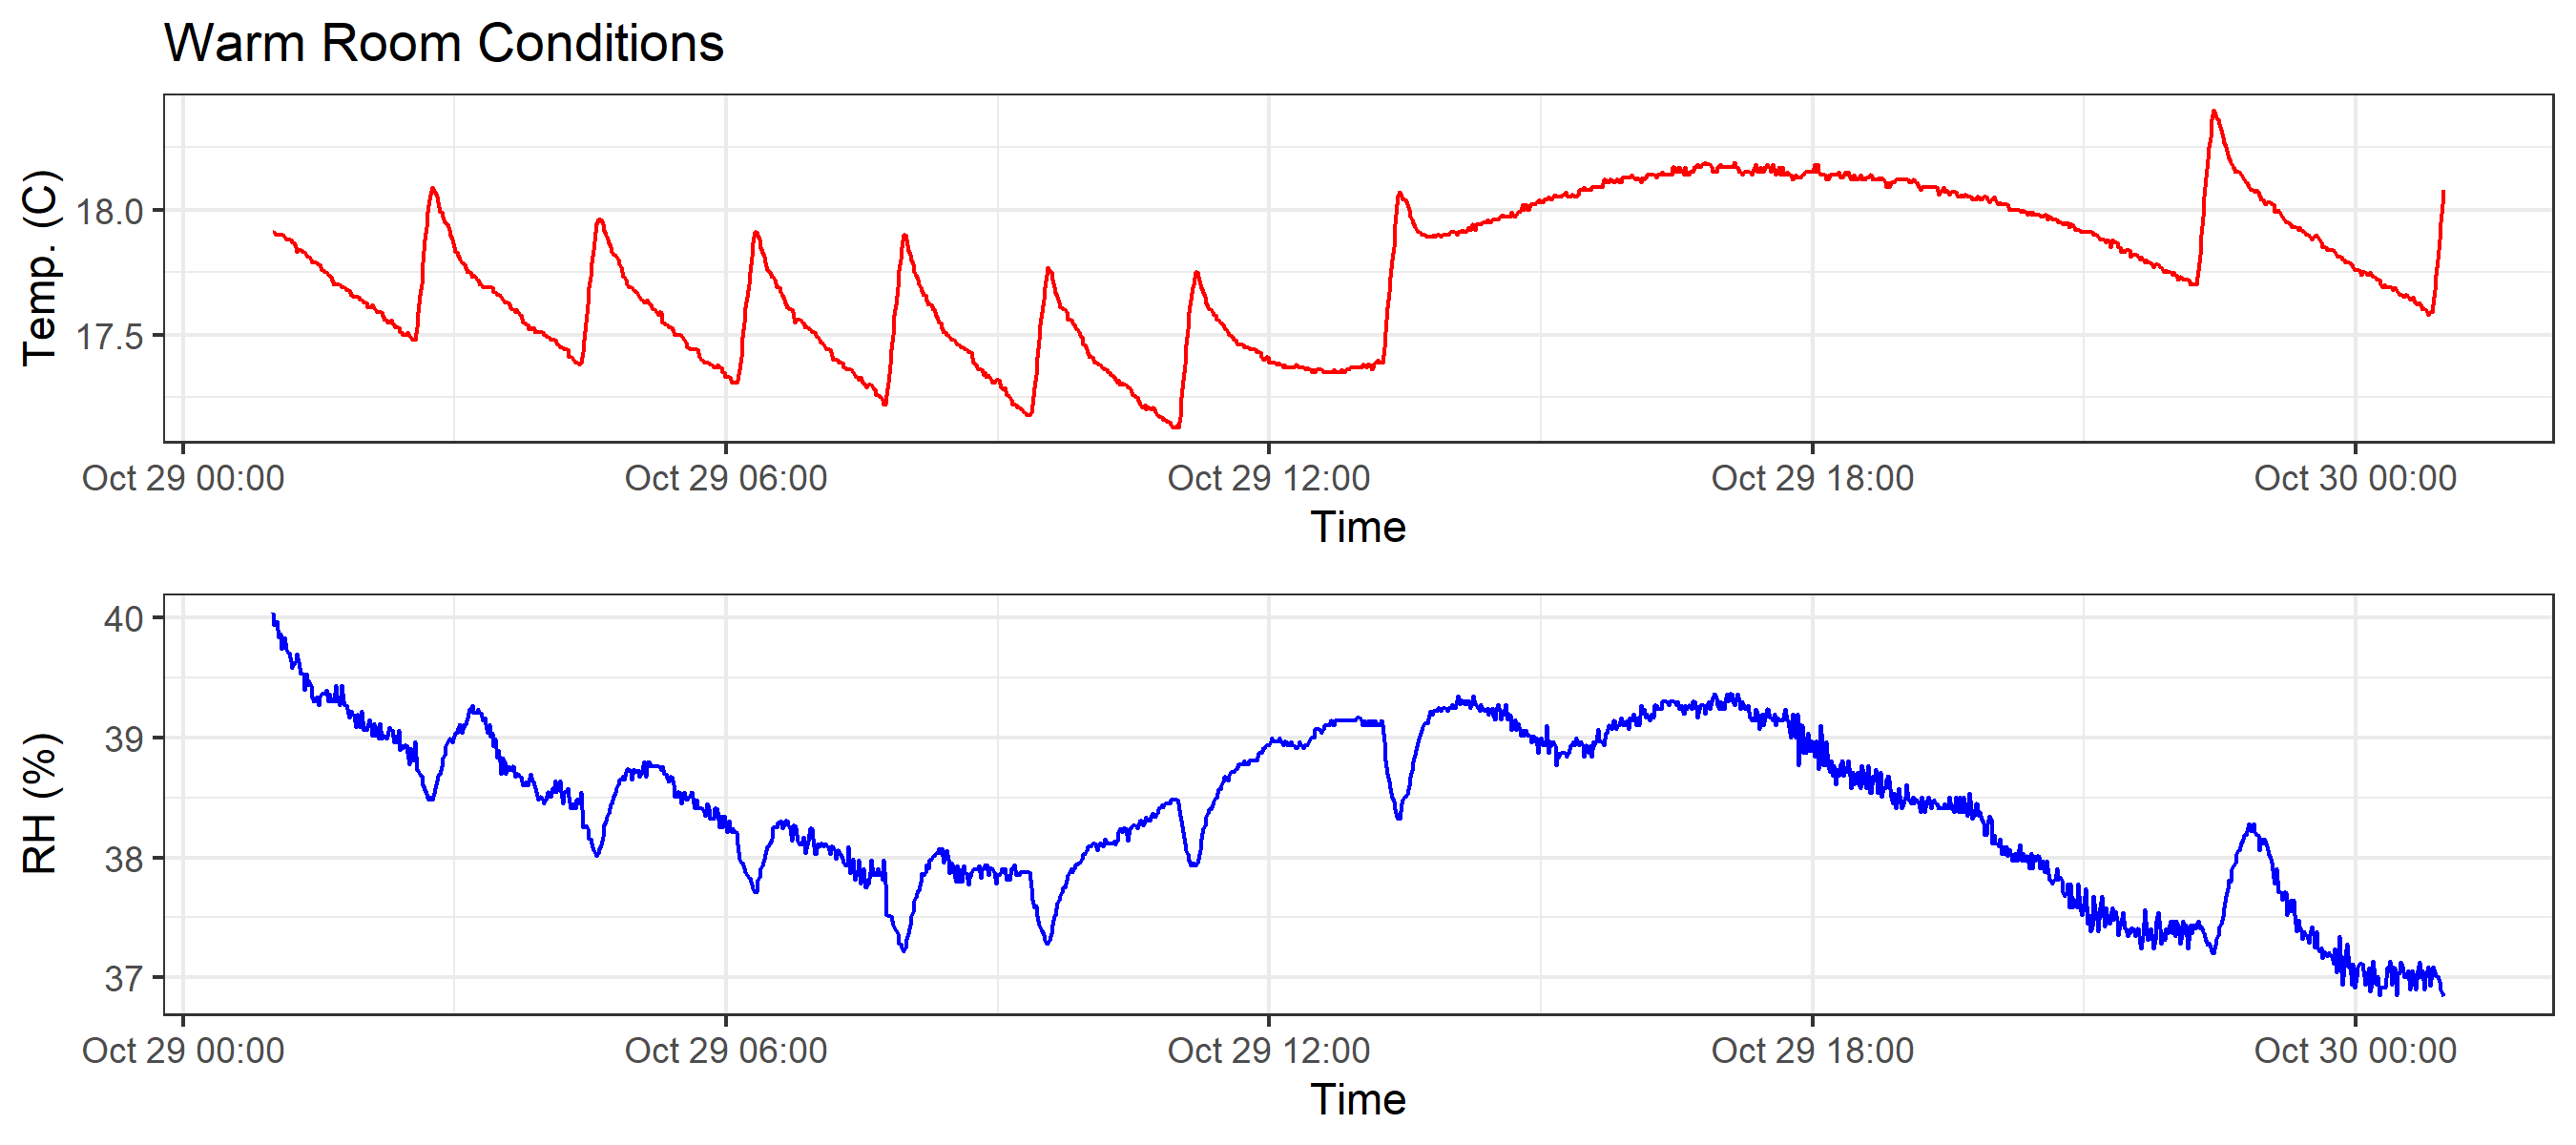 Warm Room Conditions
Temp. (C)
18.0
17.5
Oct 29 00:00 Oct 29 06:00 Oct 29 12:00 Oct 29 18:00 Oct 30 00:00
Time
RH (%)
40
39
38
37
Oct 29 00:00 Oct 29 06:00 Oct 29 12:00 Oct 29 18:00 Oct 30 00:00
Time